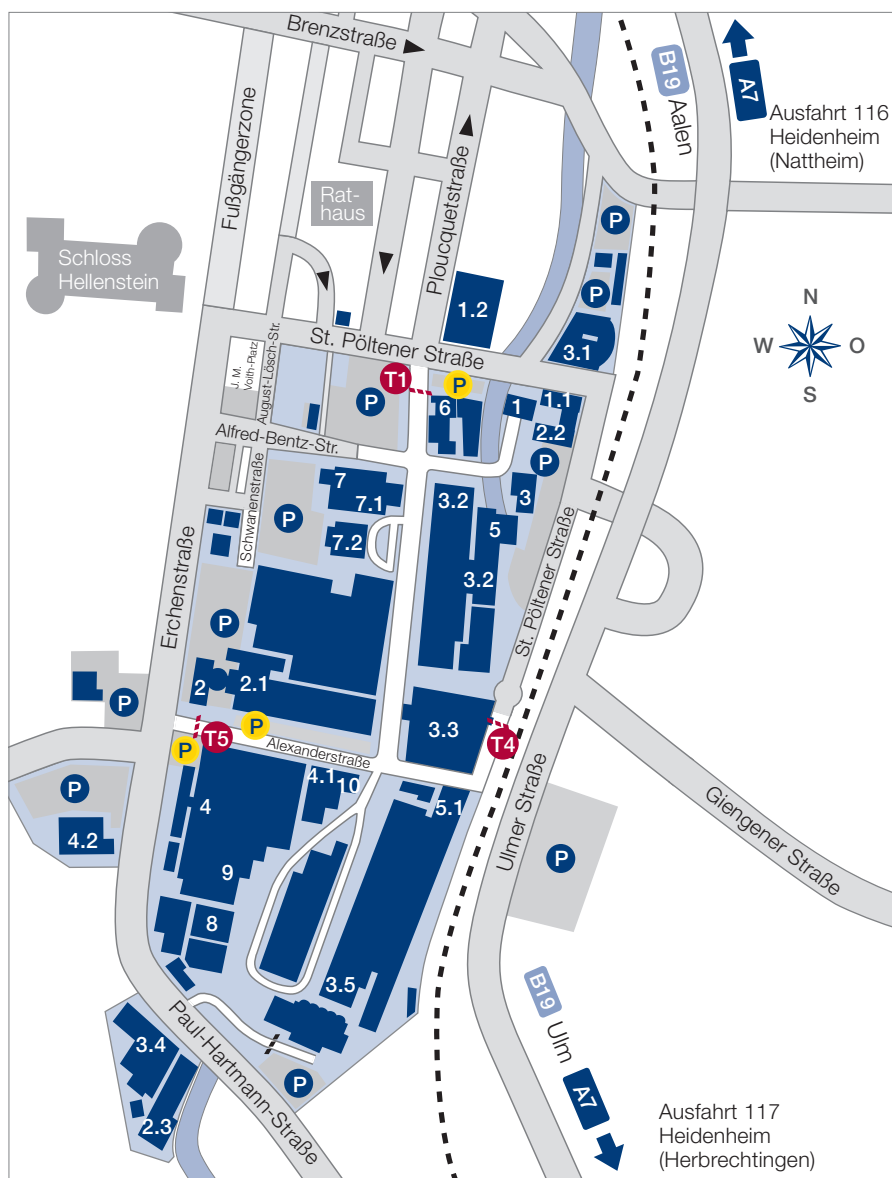 Brenzstraße
B19
Aalen
A7
Ausfahrt 116
Heidenheim
(Nattheim)
Fußgängerzone
Rat-
haus
Ploucquetstraße
P
Schloss
Hellenstein
P
1.2
N
W
O
S
St. Pöltener Straße
3.1
J. M.
Voith-Platz
August-Lösch-Str.
T1
P
P
6
1
1.1
2.2
Alfred-Bentz-Str.
P
Schwanenstraße
7
7.1
3.2
3
P
7.2
5
3.2
St. Pöltener Straße
Erchenstraße
P
2
2.1
P
3.3
P
T5
P
Alexanderstraße
T4
P
4.1
10
5.1
4
4.2
Ulmer Straße
Giengener Straße
P
9
8
3.5
B19
Ulm
A7
Paul-Hartmann-Straße
3.4
P
2.3
Ausfahrt 117
Heidenheim
(Herbrechtingen)